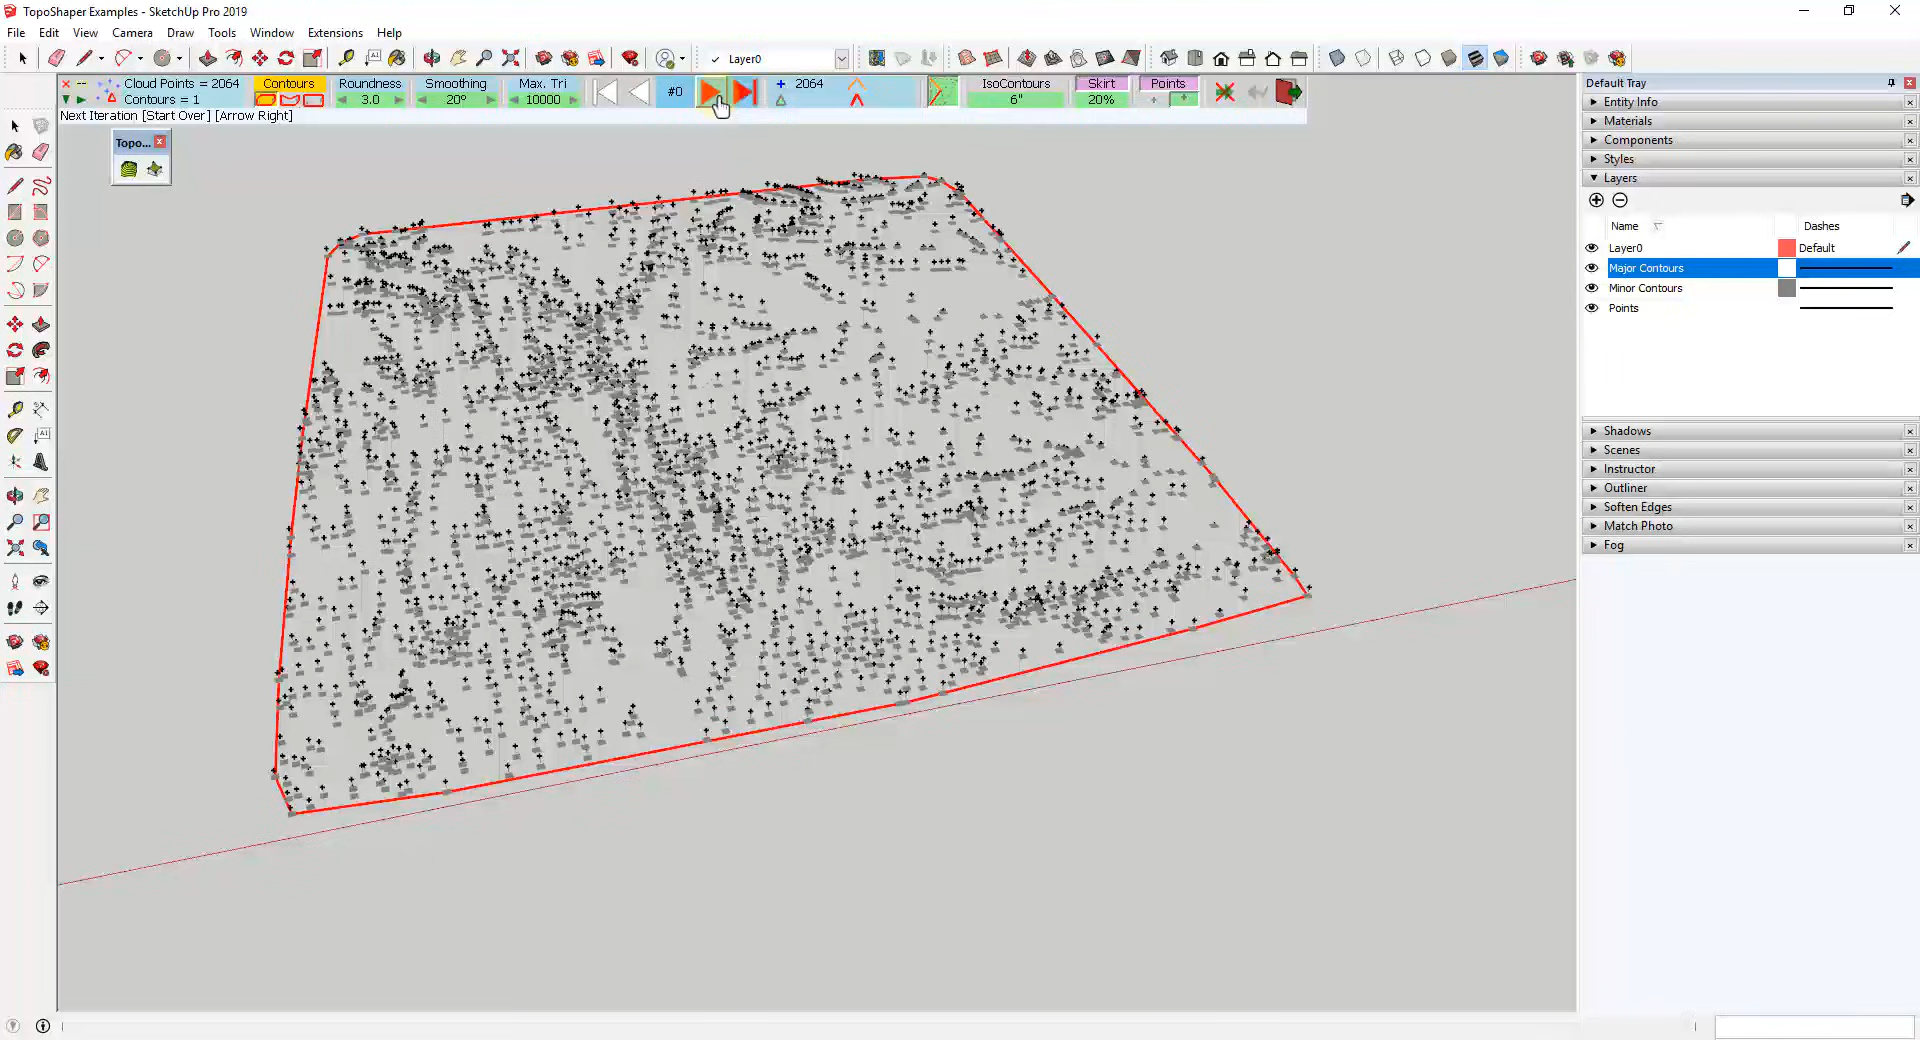 TopoShaper Examples - SketchUp Pro 2019
File Edit View Camera Draw Tools Window Extensions Help
Layer0
Cloud Points = 2064 Contours Roundness Smoothing Max. Tri #0 2064 IsoContours Skirt Points
Contours = 1 3.0 20° 10000 6" 20%
Next Iteration [Start Over] [Arrow Right]
Topo...
Default Tray
Entity Info
Materials
Components
Styles
Layers
Name Dashes
Layer0 Default
Major Contours
Minor Contours
Points
Shadows
Scenes
Instructor
Outliner
Soften Edges
Match Photo
Fog